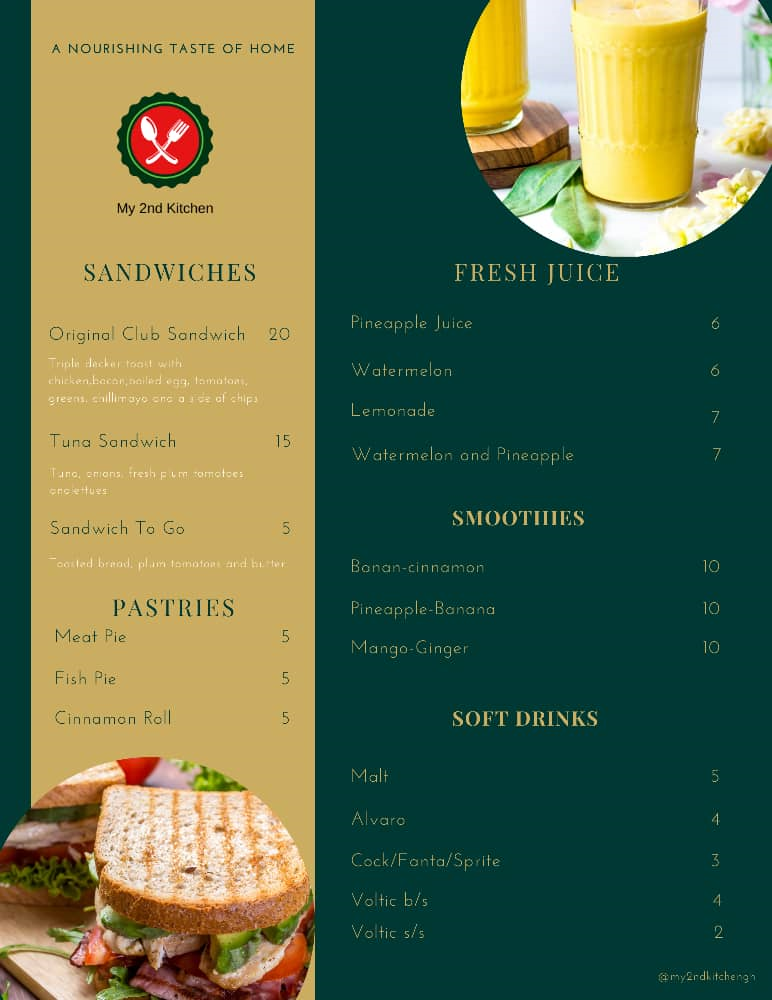 A NOURISHING TASTE OF HOME
My 2nd Kitchen
SANDWICHES
Original Club Sandwich 20
Triple decker toast with
chicken,bacon,boiled egg, tomatoes,
greens, chillimayo and a side of chips
Tuna Sandwich 15
Tuna, onions, fresh plum tomatoes
andlettues
Sandwich To Go 5
Toasted bread, plum tomatoes and butter
PASTRIES
Meat Pie 5
Fish Pie 5
Cinnamon Roll 5
FRESH JUICE
Pineapple Juice 6
Watermelon 6
Lemonade 7
Watermelon and Pineapple 7
SMOOTHIES
Banan-cinnamon 10
Pineapple-Banana 10
Mango-Ginger 10
SOFT DRINKS
Malt 5
Alvaro 4
Cock/Fanta/Sprite 3
Voltic b/s 4
Voltic s/s 2
@my2ndkitchengh